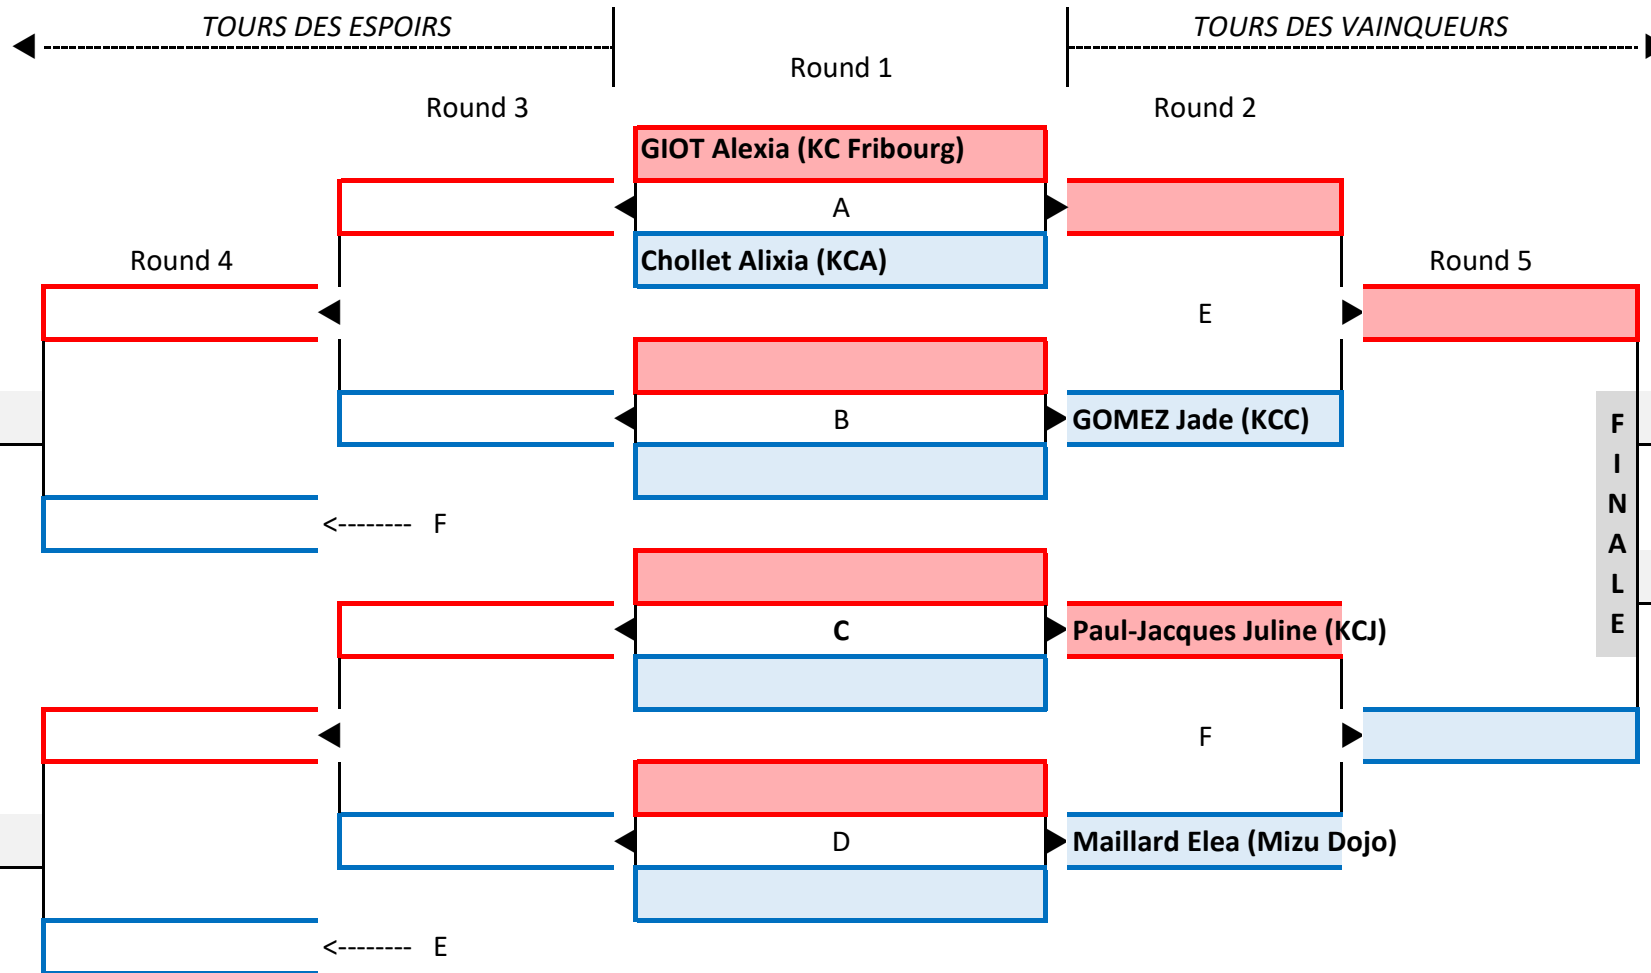 TOURS DES ESPOIRS
TOURS DES VAINQUEURS
Round 1
Round 3
Round 2
GIOT Alexia (KC Fribourg)
A
Chollet Alixia (KCA)
Round 4
Round 5
E
B
GOMEZ Jade (KCC)
FINALE
<-------- F
C
Paul-Jacques Juline (KCJ)
F
D
Maillard Elea (Mizu Dojo)
<-------- E